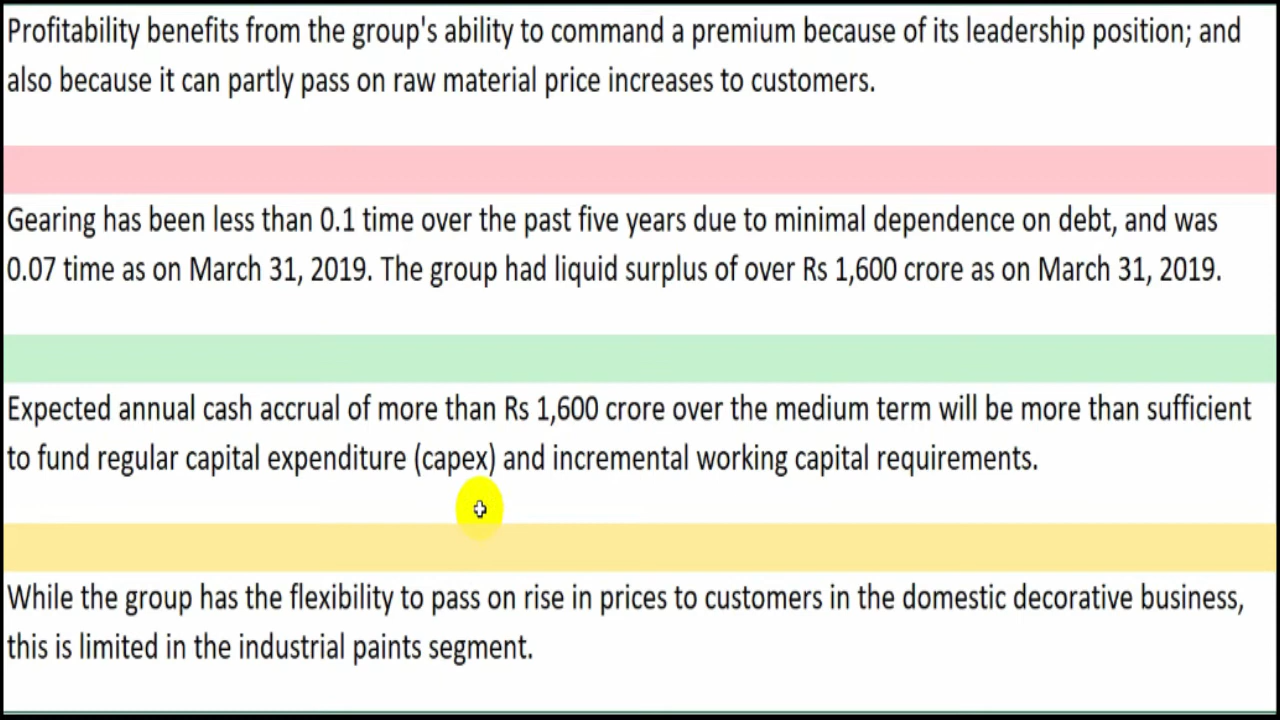 Profitability benefits from the group's ability to command a premium because of its leadership position; and
also because it can partly pass on raw material price increases to customers.
Gearing has been less than 0.1 time over the past five years due to minimal dependence on debt, and was
0.07 time as on March 31, 2019. The group had liquid surplus of over Rs 1,600 crore as on March 31, 2019.
Expected annual cash accrual of more than Rs 1,600 crore over the medium term will be more than sufficient
to fund regular capital expenditure (capex) and incremental working capital requirements.
While the group has the flexibility to pass on rise in prices to customers in the domestic decorative business,
this is limited in the industrial paints segment.